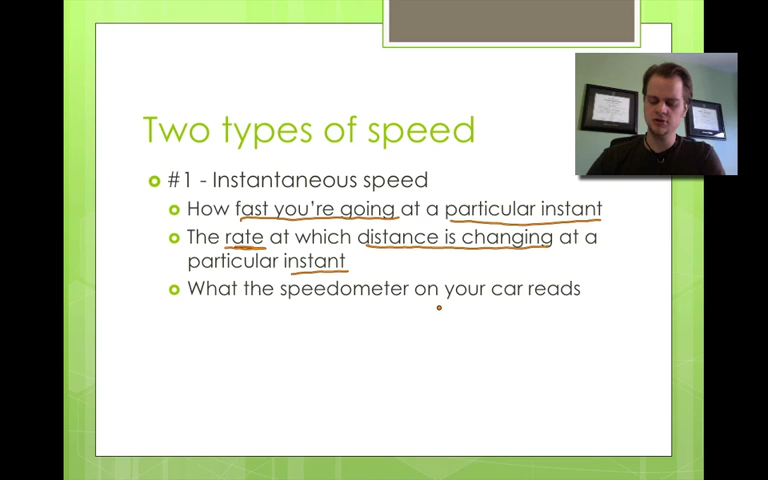 Two types of speed
#1 - Instantaneous speed
How fast you're going at a particular instant
The rate at which distance is changing at a
particular instant
What the speedometer on your car reads